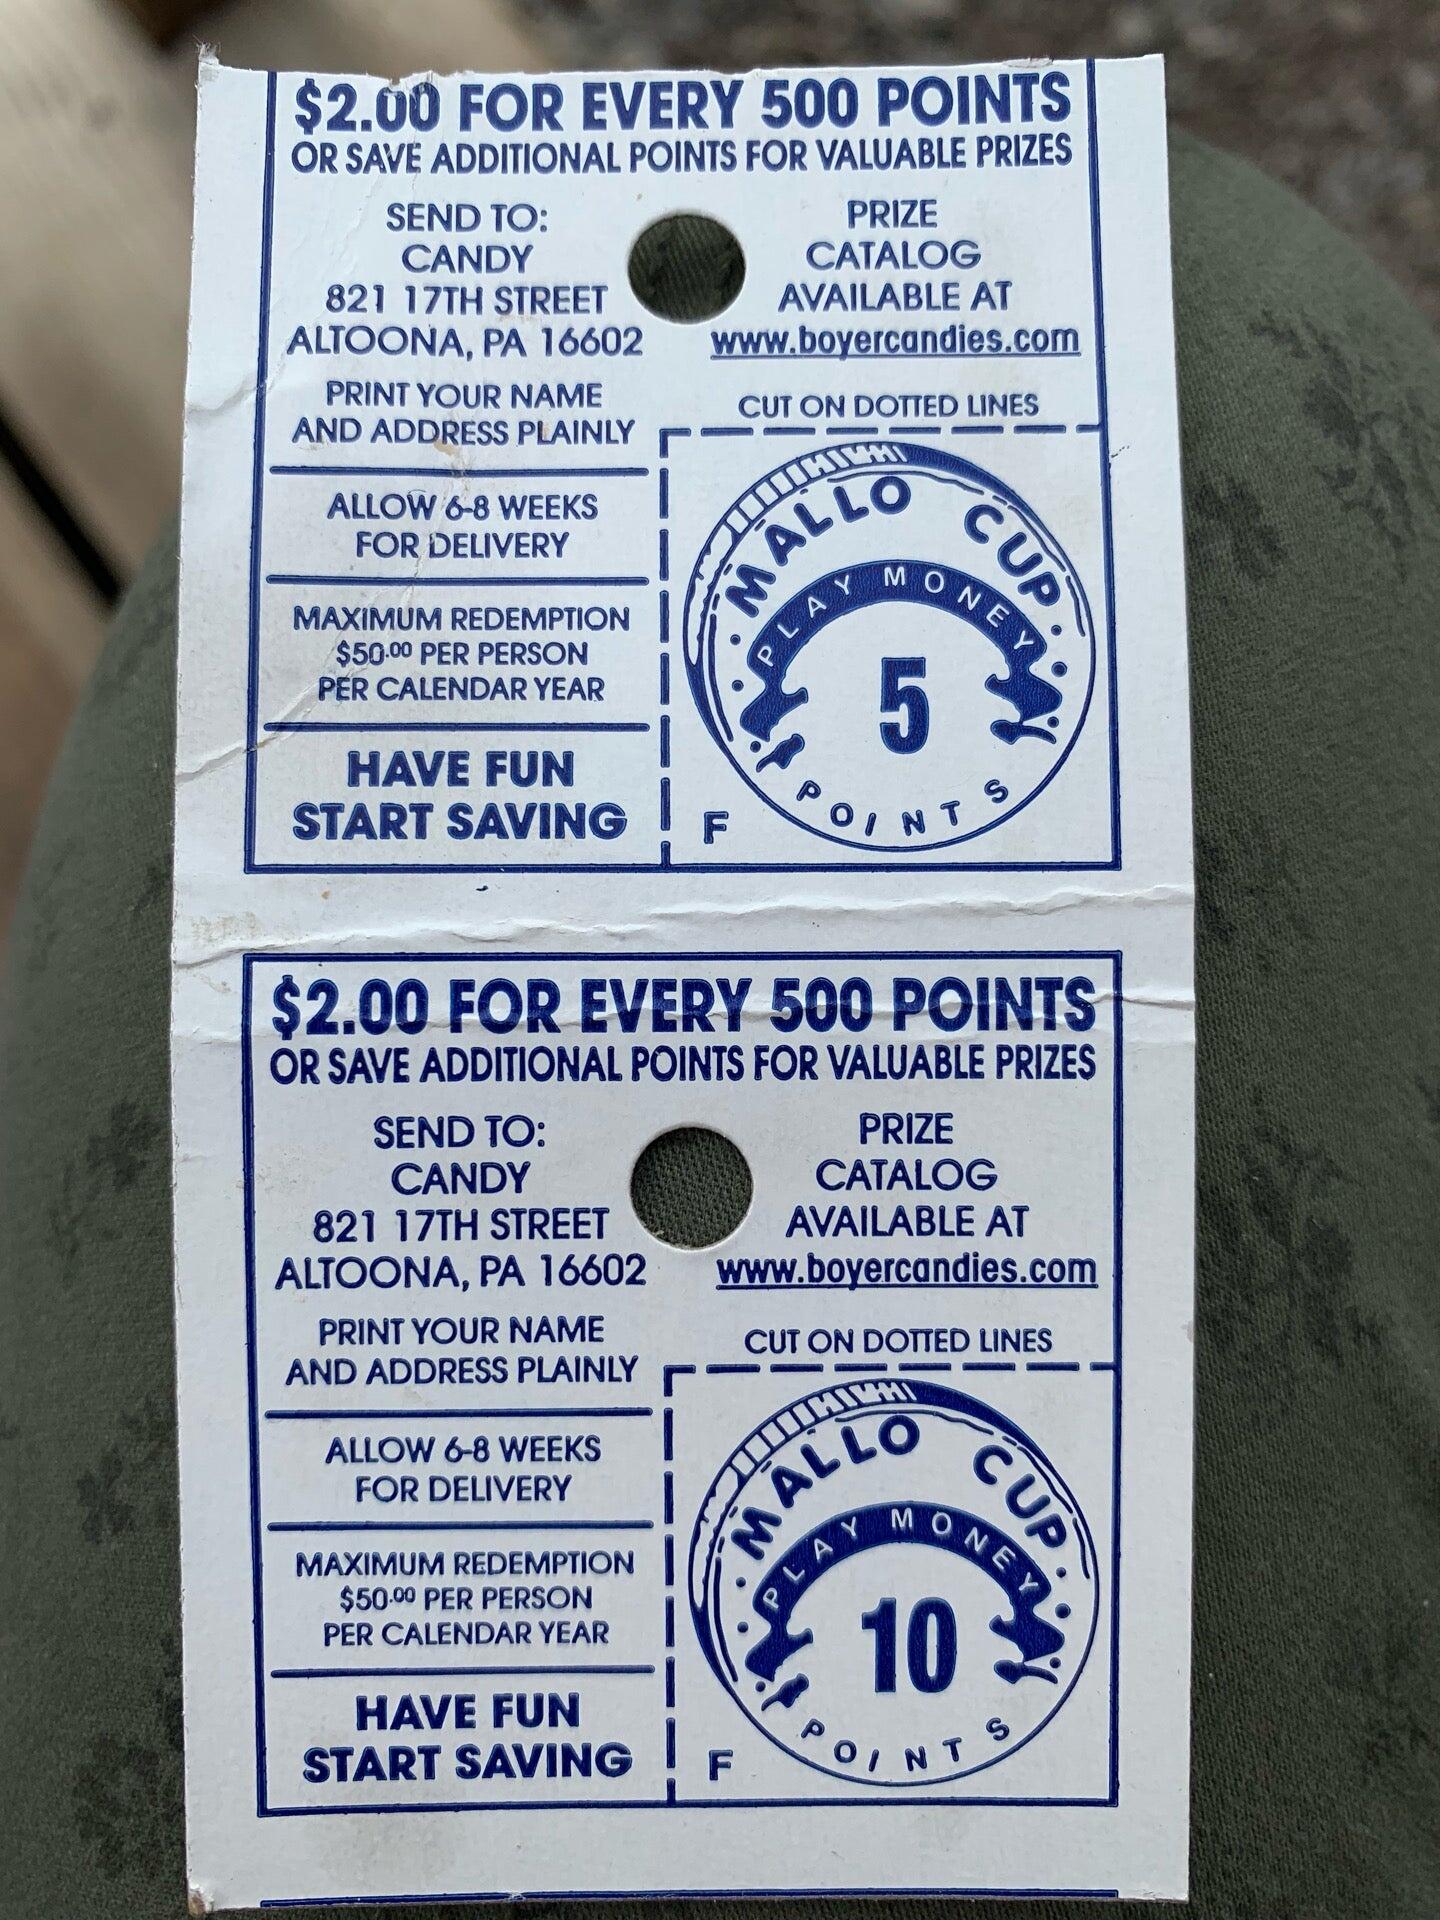 $2.00 FOR EVERY 500 POINTS
OR SAVE ADDITIONAL POINTS FOR VALUABLE PRIZES
SEND TO:
CANDY
821 17TH STREET
ALTOONA, PA 16602
PRINT YOUR NAME
AND ADDRESS PLAINLY
ALLOW 6-8 WEEKS
FOR DELIVERY
MAXIMUM REDEMPTION
$50.00 PER PERSON
PER CALENDAR YEAR
HAVE FUN
START SAVING
PRIZE
CATALOG
AVAILABLE AT
www.boyercandies.com
CUT ON DOTTED LINES
MALLO CUP
PLAY MONEY
5
POINTS
F
$2.00 FOR EVERY 500 POINTS
OR SAVE ADDITIONAL POINTS FOR VALUABLE PRIZES
SEND TO:
CANDY
821 17TH STREET
ALTOONA, PA 16602
PRINT YOUR NAME
AND ADDRESS PLAINLY
ALLOW 6-8 WEEKS
FOR DELIVERY
MAXIMUM REDEMPTION
$50.00 PER PERSON
PER CALENDAR YEAR
HAVE FUN
START SAVING
PRIZE
CATALOG
AVAILABLE AT
www.boyercandies.com
CUT ON DOTTED LINES
MALLO CUP
PLAY MONEY
10
POINTS
F